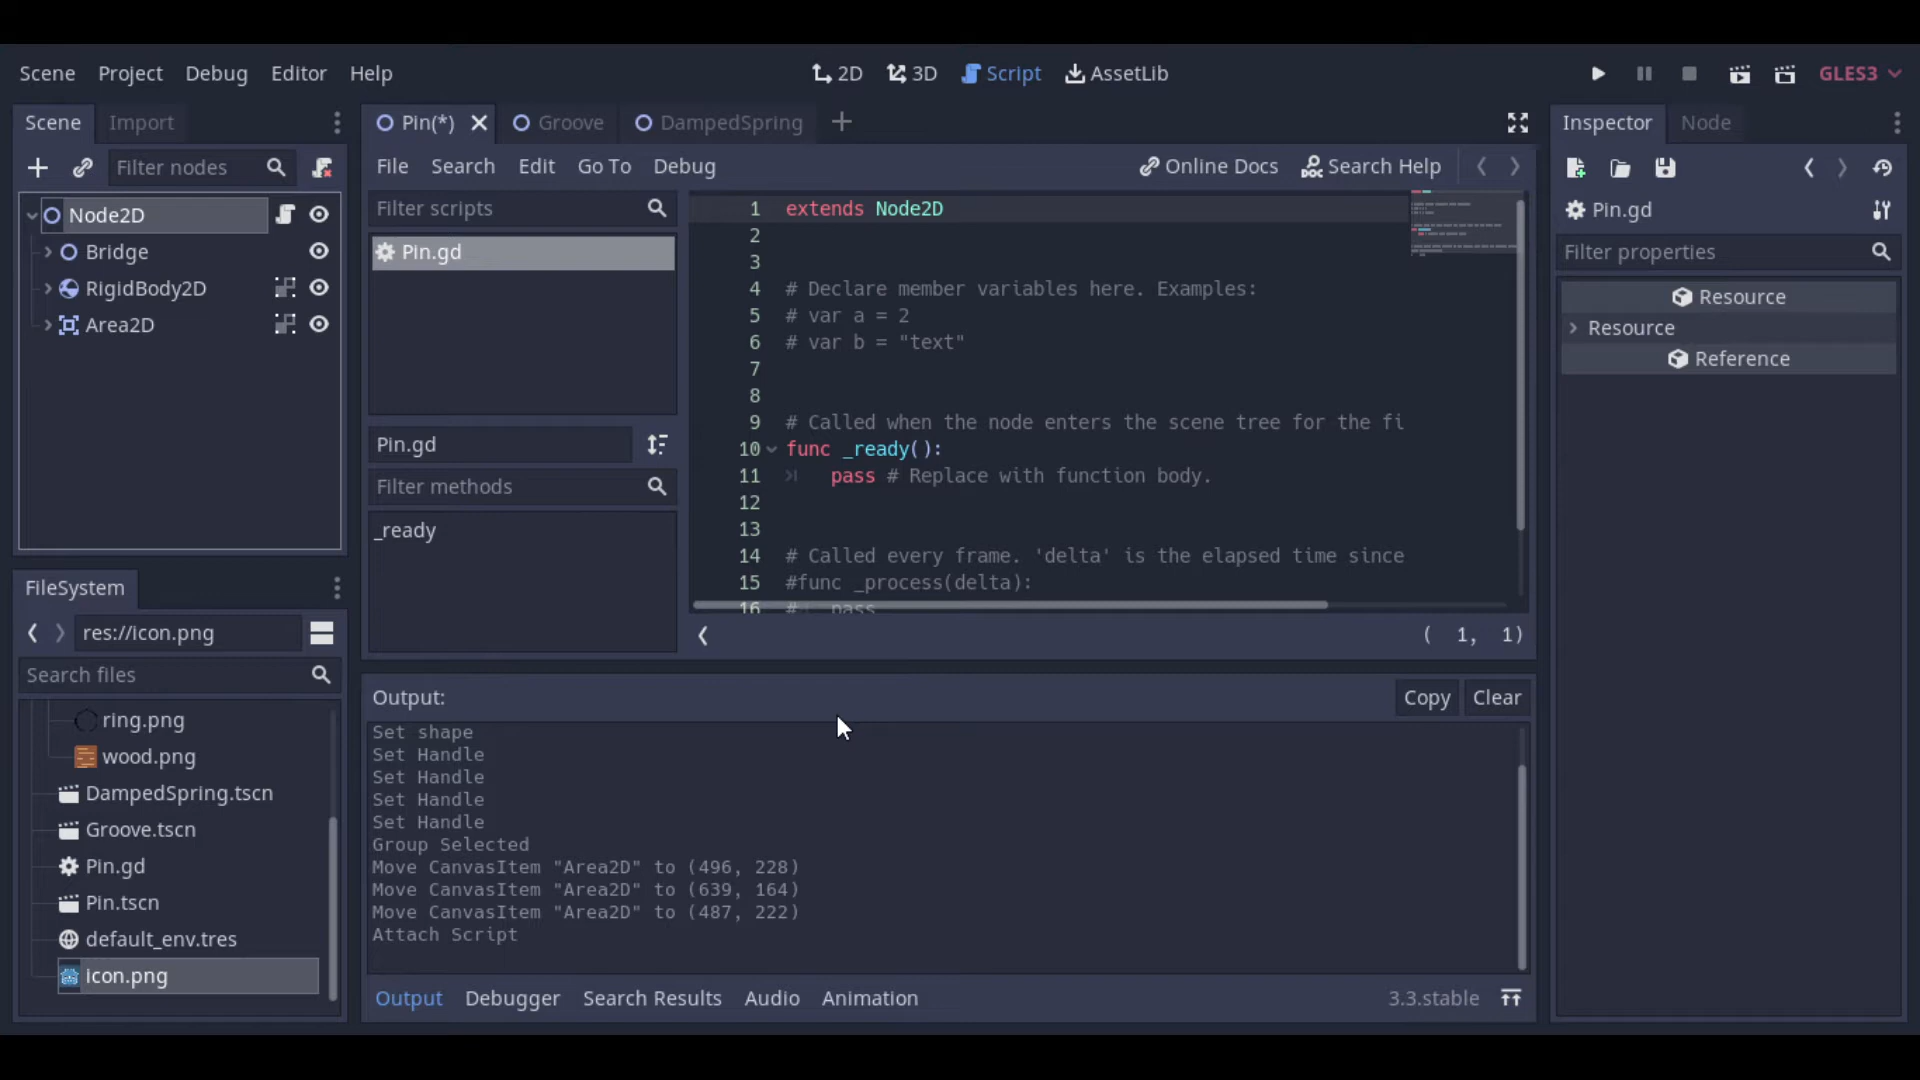 Scene Project Debug Editor Help
2D 3D Script AssetLib
GLES3
Scene Import
Filter nodes
Node2D
Bridge
RigidBody2D
Area2D
FileSystem
res://icon.png
Search files
ring.png
wood.png
DampedSpring.tscn
Groove.tscn
Pin.gd
Pin.tscn
default_env.tres
icon.png
Pin(*) Groove DampedSpring
File Search Edit Go To Debug
Online Docs Search Help
Filter scripts
Pin.gd
Pin.gd
Filter methods
_ready
1 extends Node2D
2
3
4 # Declare member variables here. Examples:
5 # var a = 2
6 # var b = "text"
7
8
9 # Called when the node enters the scene tree for the fi
10 func _ready():
11 pass # Replace with function body.
12
13
14 # Called every frame. 'delta' is the elapsed time since
15 #func _process(delta):
16 # pass
( 1, 1)
Output:
Copy Clear
Set shape
Set Handle
Set Handle
Set Handle
Set Handle
Group Selected
Move CanvasItem "Area2D" to (496, 228)
Move CanvasItem "Area2D" to (639, 164)
Move CanvasItem "Area2D" to (487, 222)
Attach Script
Output Debugger Search Results Audio Animation
3.3.stable
Inspector Node
Pin.gd
Filter properties
Resource
Resource
Reference